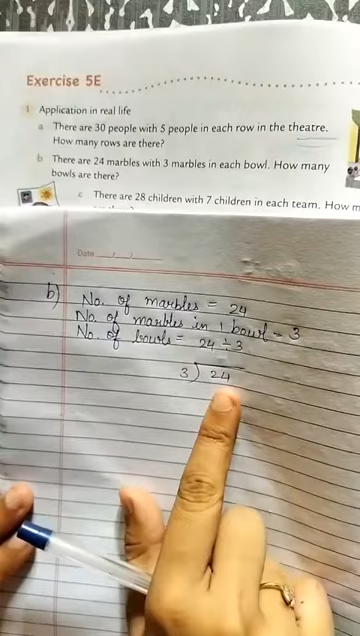 Exercise 5E
1 Application in real life
a There are 30 people with 5 people in each row in the theatre.
How many rows are there?
b There are 24 marbles with 3 marbles in each bowl. How many
bowls are there?
c There are 28 children with 7 children in each team. How m
Date
b) No. of marbles = 24
No. of marbles in 1 bowl = 3
No. of bowls = 24 ÷ 3
3) 24